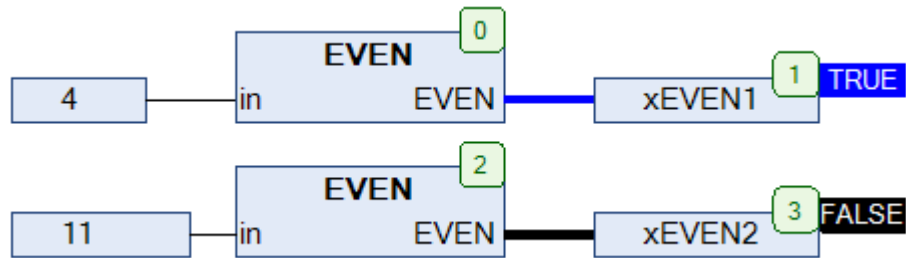 EVEN 0
4 in EVEN xEVEN1 1 TRUE
EVEN 2
11 in EVEN xEVEN2 3 FALSE